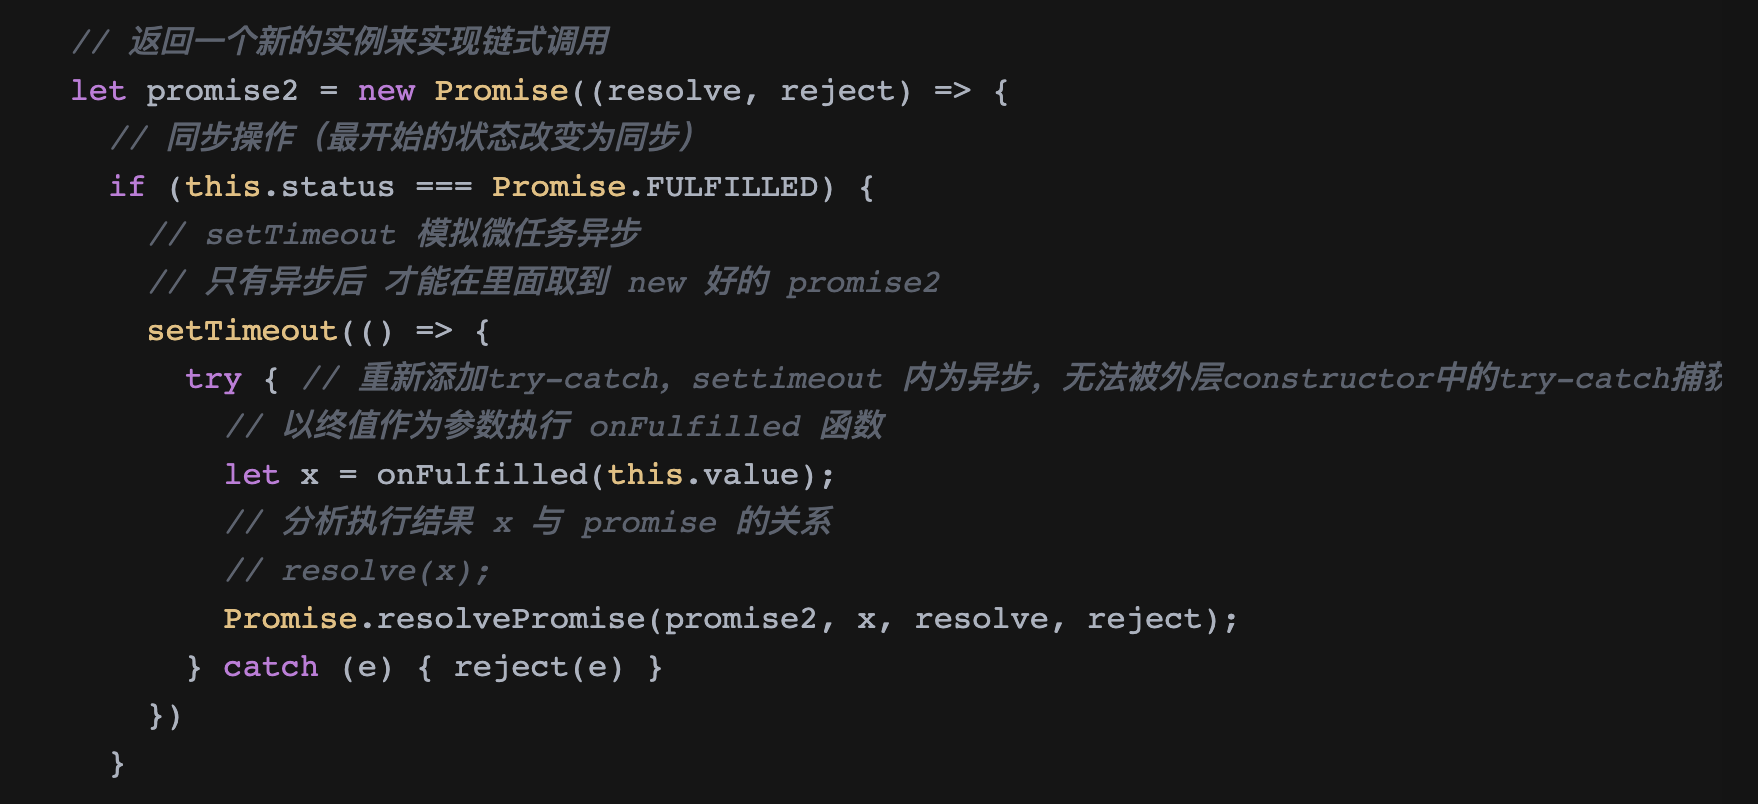 // 返回一个新的实例来实现链式调用
let promise2 = new Promise((resolve, reject) => {
// 同步操作（最开始的状态改变为同步）
if (this.status === Promise.FULFILLED) {
// setTimeout 模拟微任务异步
// 只有异步后 才能在里面取到 new 好的 promise2
setTimeout(() => {
try { // 重新添加try-catch，settimeout 内为异步，无法被外层constructor中的try-catch捕
// 以终值作为参数执行 onFulfilled 函数
let x = onFulfilled(this.value);
// 分析执行结果 x 与 promise 的关系
// resolve(x);
Promise.resolvePromise(promise2, x, resolve, reject);
} catch (e) { reject(e) }
})
}